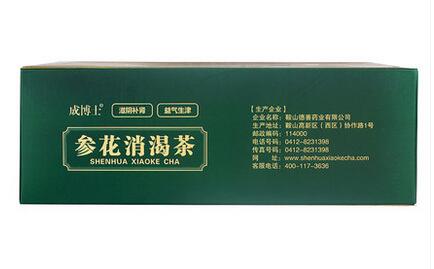 成博士®
滋阴补肾 益气生津
参花消渴茶
SHENHUA XIAOKE CHA
【生产企业】
企业名称：鞍山德善药业有限公司
生产地址：鞍山高新区（西区）协作路1号
邮政编码：114000
电话号码：0412-8231398
传真号码：0412-8231398
网 址：www.shenhuaxiaokecha.com
客服电话：400-117-3636